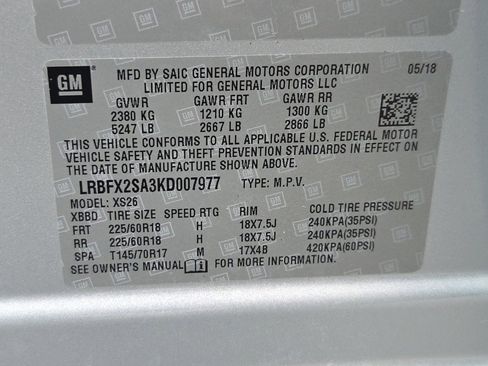 GM
MFD BY SAIC GENERAL MOTORS CORPORATION 05/18
LIMITED FOR GENERAL MOTORS LLC
GVWR GAWR FRT GAWR RR
2380 KG 1210 KG 1300 KG
5247 LB 2667 LB 2866 LB
THIS VEHICLE CONFORMS TO ALL APPLICABLE U.S. FEDERAL MOTOR
VEHICLE SAFETY AND THEFT PREVENTION STANDARDS IN EFFECT ON
THE DATE OF MANUFACTURE SHOWN ABOVE.
LRBFX2SA3KD007977 TYPE: M.P.V.
MODEL: XS26
XBBD TIRE SIZE SPEED RTG RIM COLD TIRE PRESSURE
FRT 225/60R18 H 18X7.5J 240KPA(35PSI)
RR 225/60R18 H 18X7.5J 240KPA(35PSI)
SPA T145/70R17 M 17X4B 420KPA(60PSI)
SEE OWNER'S MANUAL FOR MORE INFORMATION.